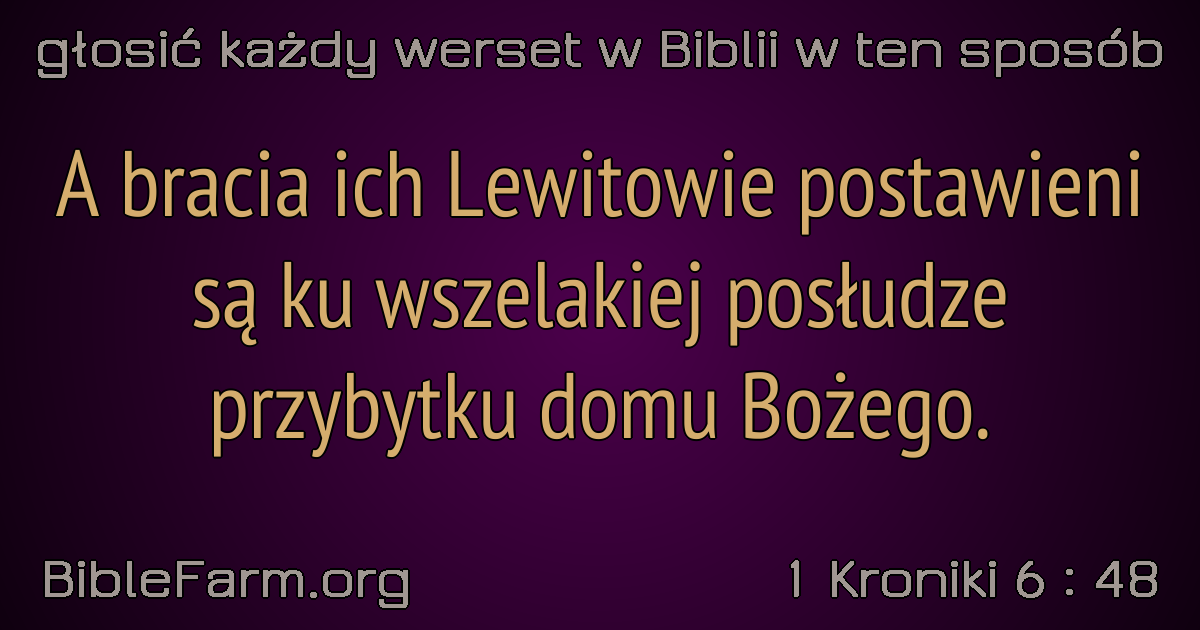 głosić każdy werset w Biblii w ten sposób
A bracia ich Lewitowie postawieni
są ku wszelakiej posłudze
przybytku domu Bożego.
BibleFarm.org
1 Kroniki 6 : 48